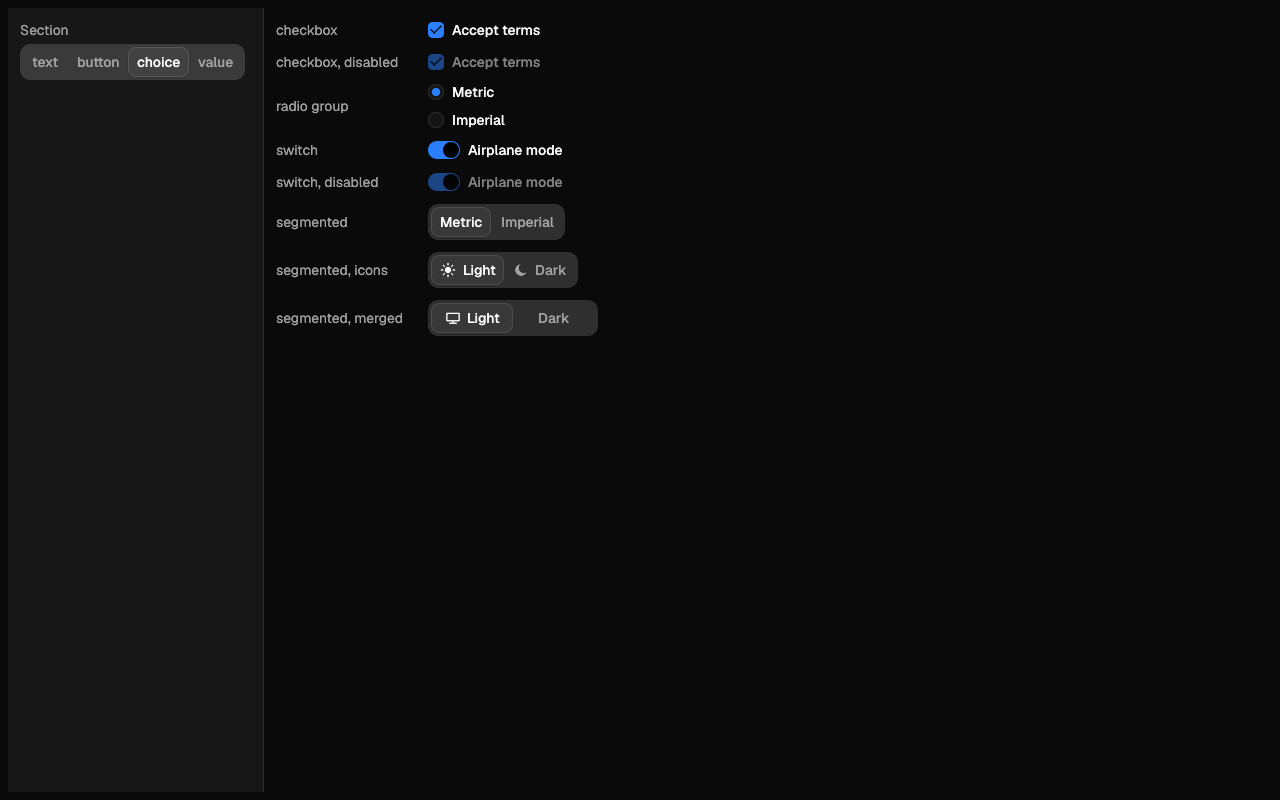 Section
text button choice value
checkbox Accept terms
checkbox, disabled Accept terms
radio group
Metric
Imperial
switch Airplane mode
switch, disabled Airplane mode
segmented Metric Imperial
segmented, icons Light Dark
segmented, merged Light Dark